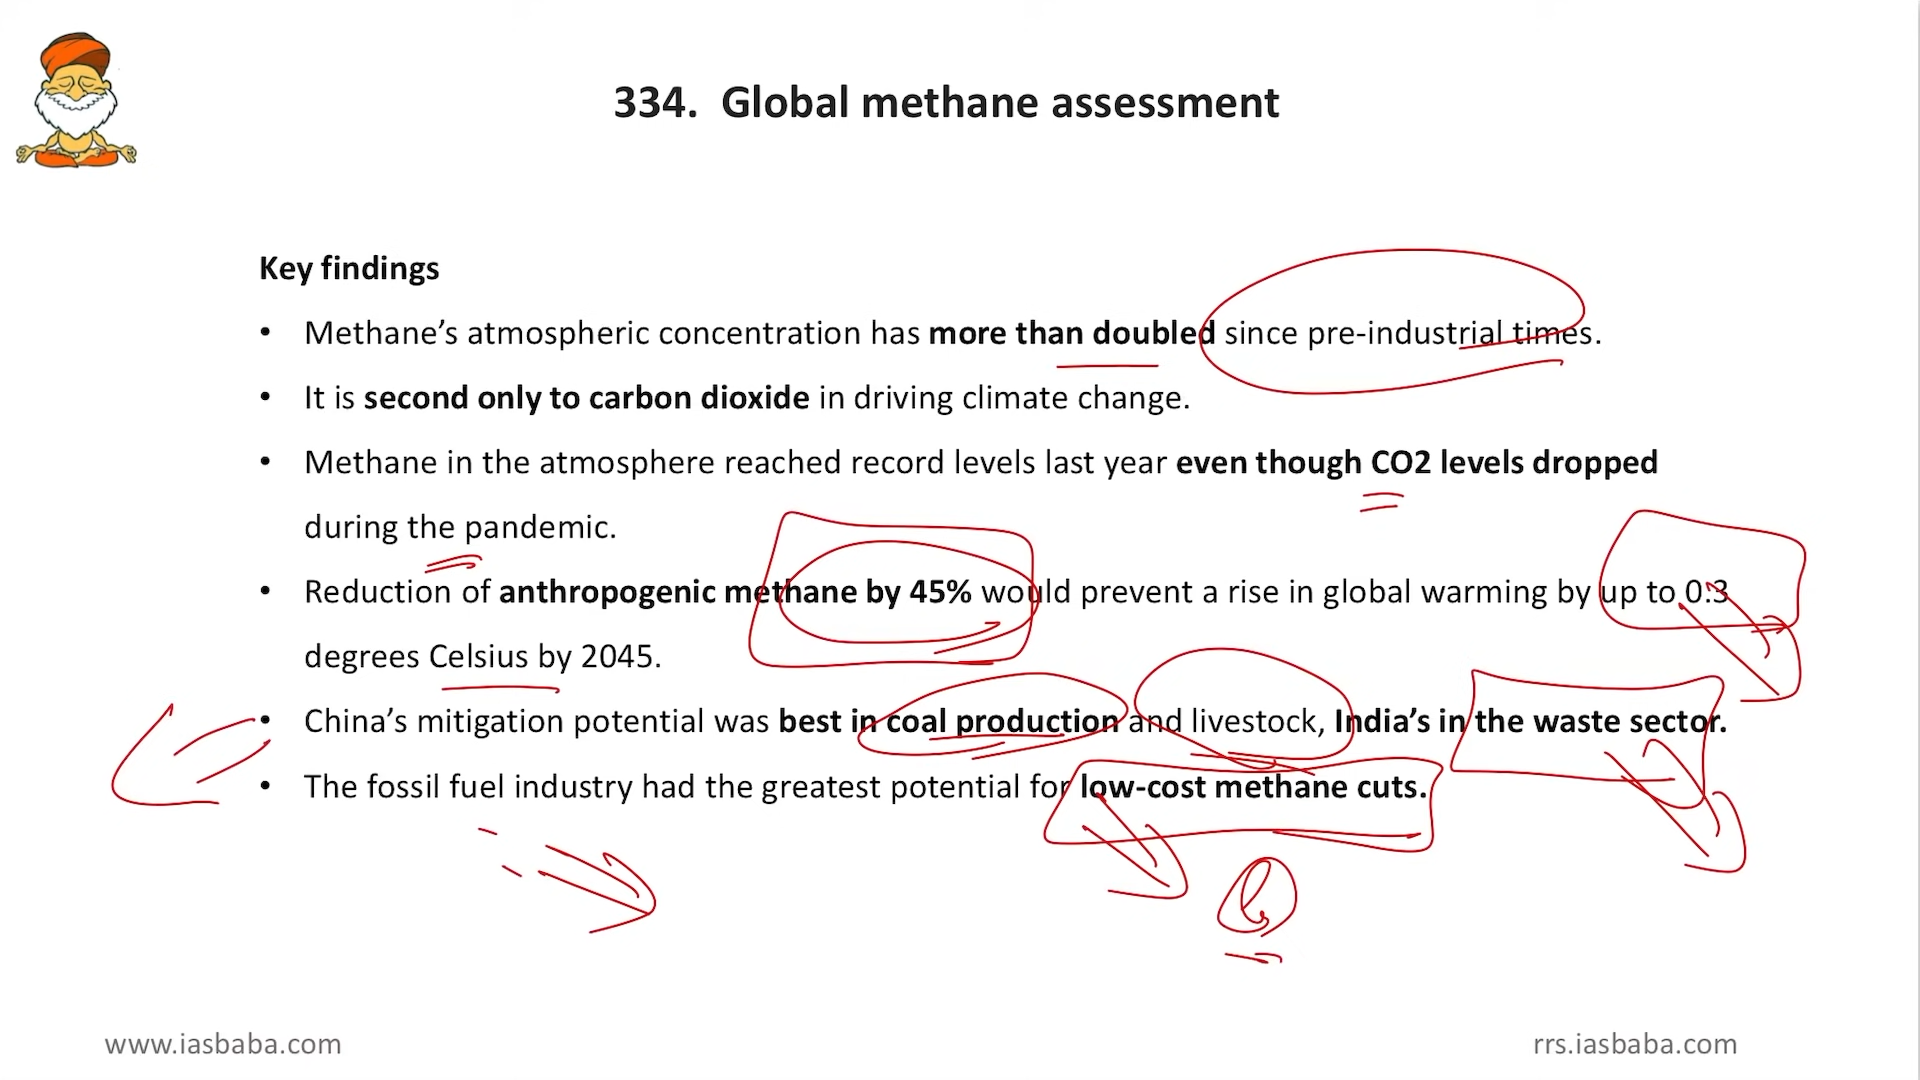 334. Global methane assessment
Key findings
• Methane’s atmospheric concentration has more than doubled since pre-industrial times.
• It is second only to carbon dioxide in driving climate change.
• Methane in the atmosphere reached record levels last year even though CO2 levels dropped
during the pandemic.
• Reduction of anthropogenic methane by 45% would prevent a rise in global warming by up to 0.3
degrees Celsius by 2045.
• China’s mitigation potential was best in coal production and livestock, India’s in the waste sector.
• The fossil fuel industry had the greatest potential for low-cost methane cuts.
www.iasbaba.com
rrs.iasbaba.com